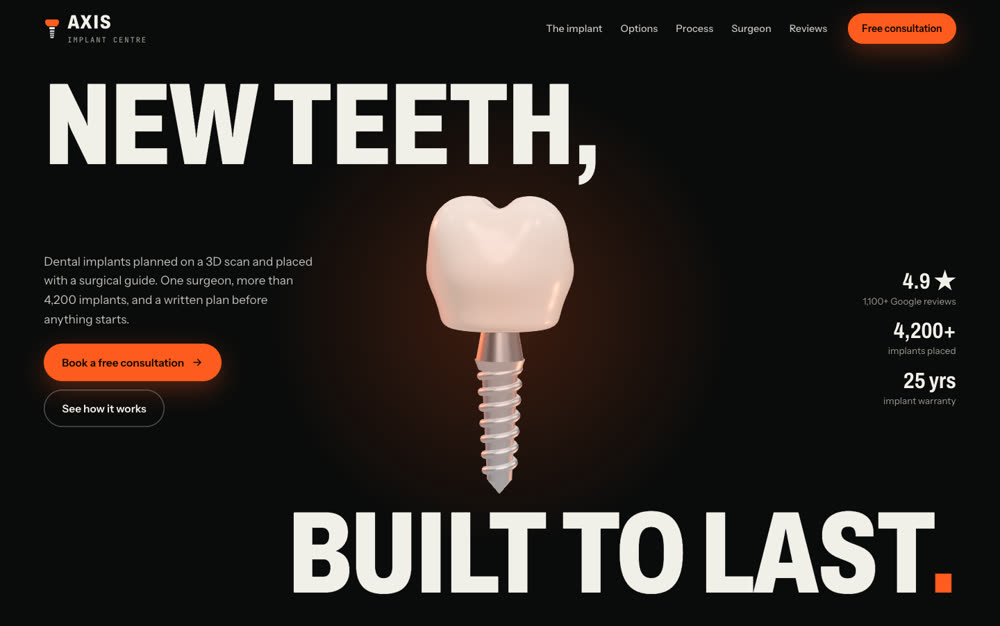 AXIS
IMPLANT CENTRE
The implant
Options
Process
Surgeon
Reviews
Free consultation
NEW TEETH,
Dental implants planned on a 3D scan and placed
with a surgical guide. One surgeon, more than
4,200 implants, and a written plan before
anything starts.
Book a free consultation →
See how it works
4.9 ★
1,100+ Google reviews
4,200+
implants placed
25 yrs
implant warranty
BUILT TO LAST.